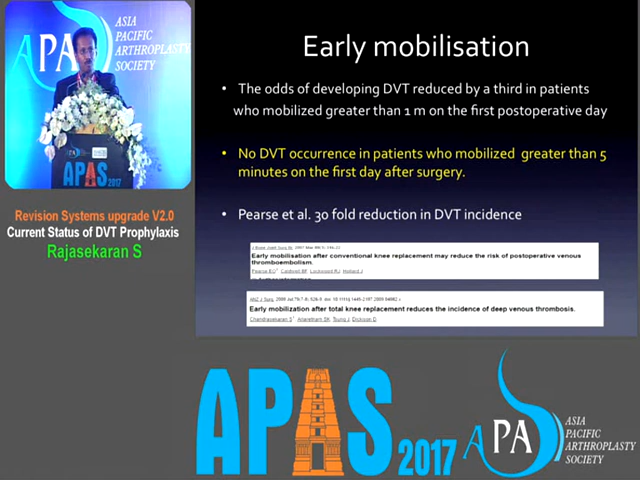 ASIA
PACIFIC
ARTHROPLASTY
SOCIETY
APA
APAS
2017
Revision Systems upgrade V2.0
Current Status of DVT Prophylaxis
Rajasekaran S
Early mobilisation
• The odds of developing DVT reduced by a third in patients
who mobilized greater than 1 m on the first postoperative day
• No DVT occurrence in patients who mobilized greater than 5
minutes on the first day after surgery.
• Pearse et al. 30 fold reduction in DVT incidence
Early mobilisation after conventional knee replacement may reduce the risk of postoperative venous
thromboembolism.
Early mobilization after total knee replacement reduces the incidence of deep venous thrombosis.
APAS 2017
APA
ASIA
PACIFIC
ARTHROPLASTY
SOCIETY